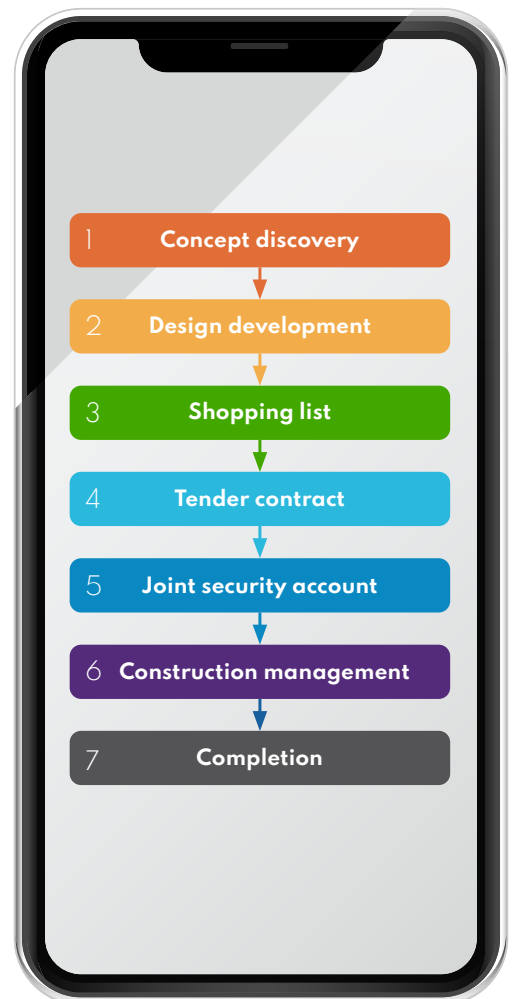 1 Concept discovery
2 Design development
3 Shopping list
4 Tender contract
5 Joint security account
6 Construction management
7 Completion